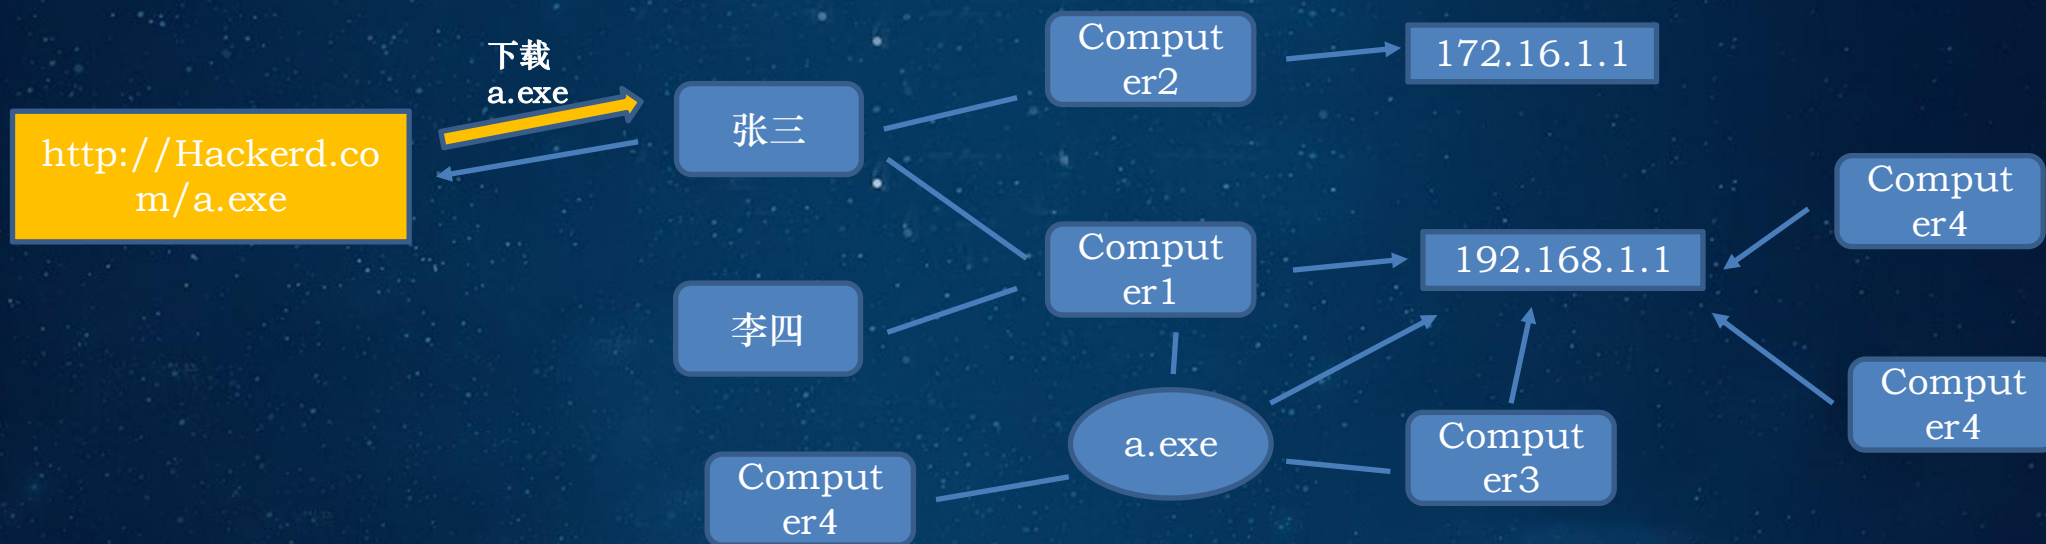 下载
a.exe
http://Hackerd.co
m/a.exe
张三
李四
Comput
er2
172.16.1.1
Comput
er1
192.168.1.1
Comput
er4
Comput
er4
a.exe
Comput
er3
Comput
er4